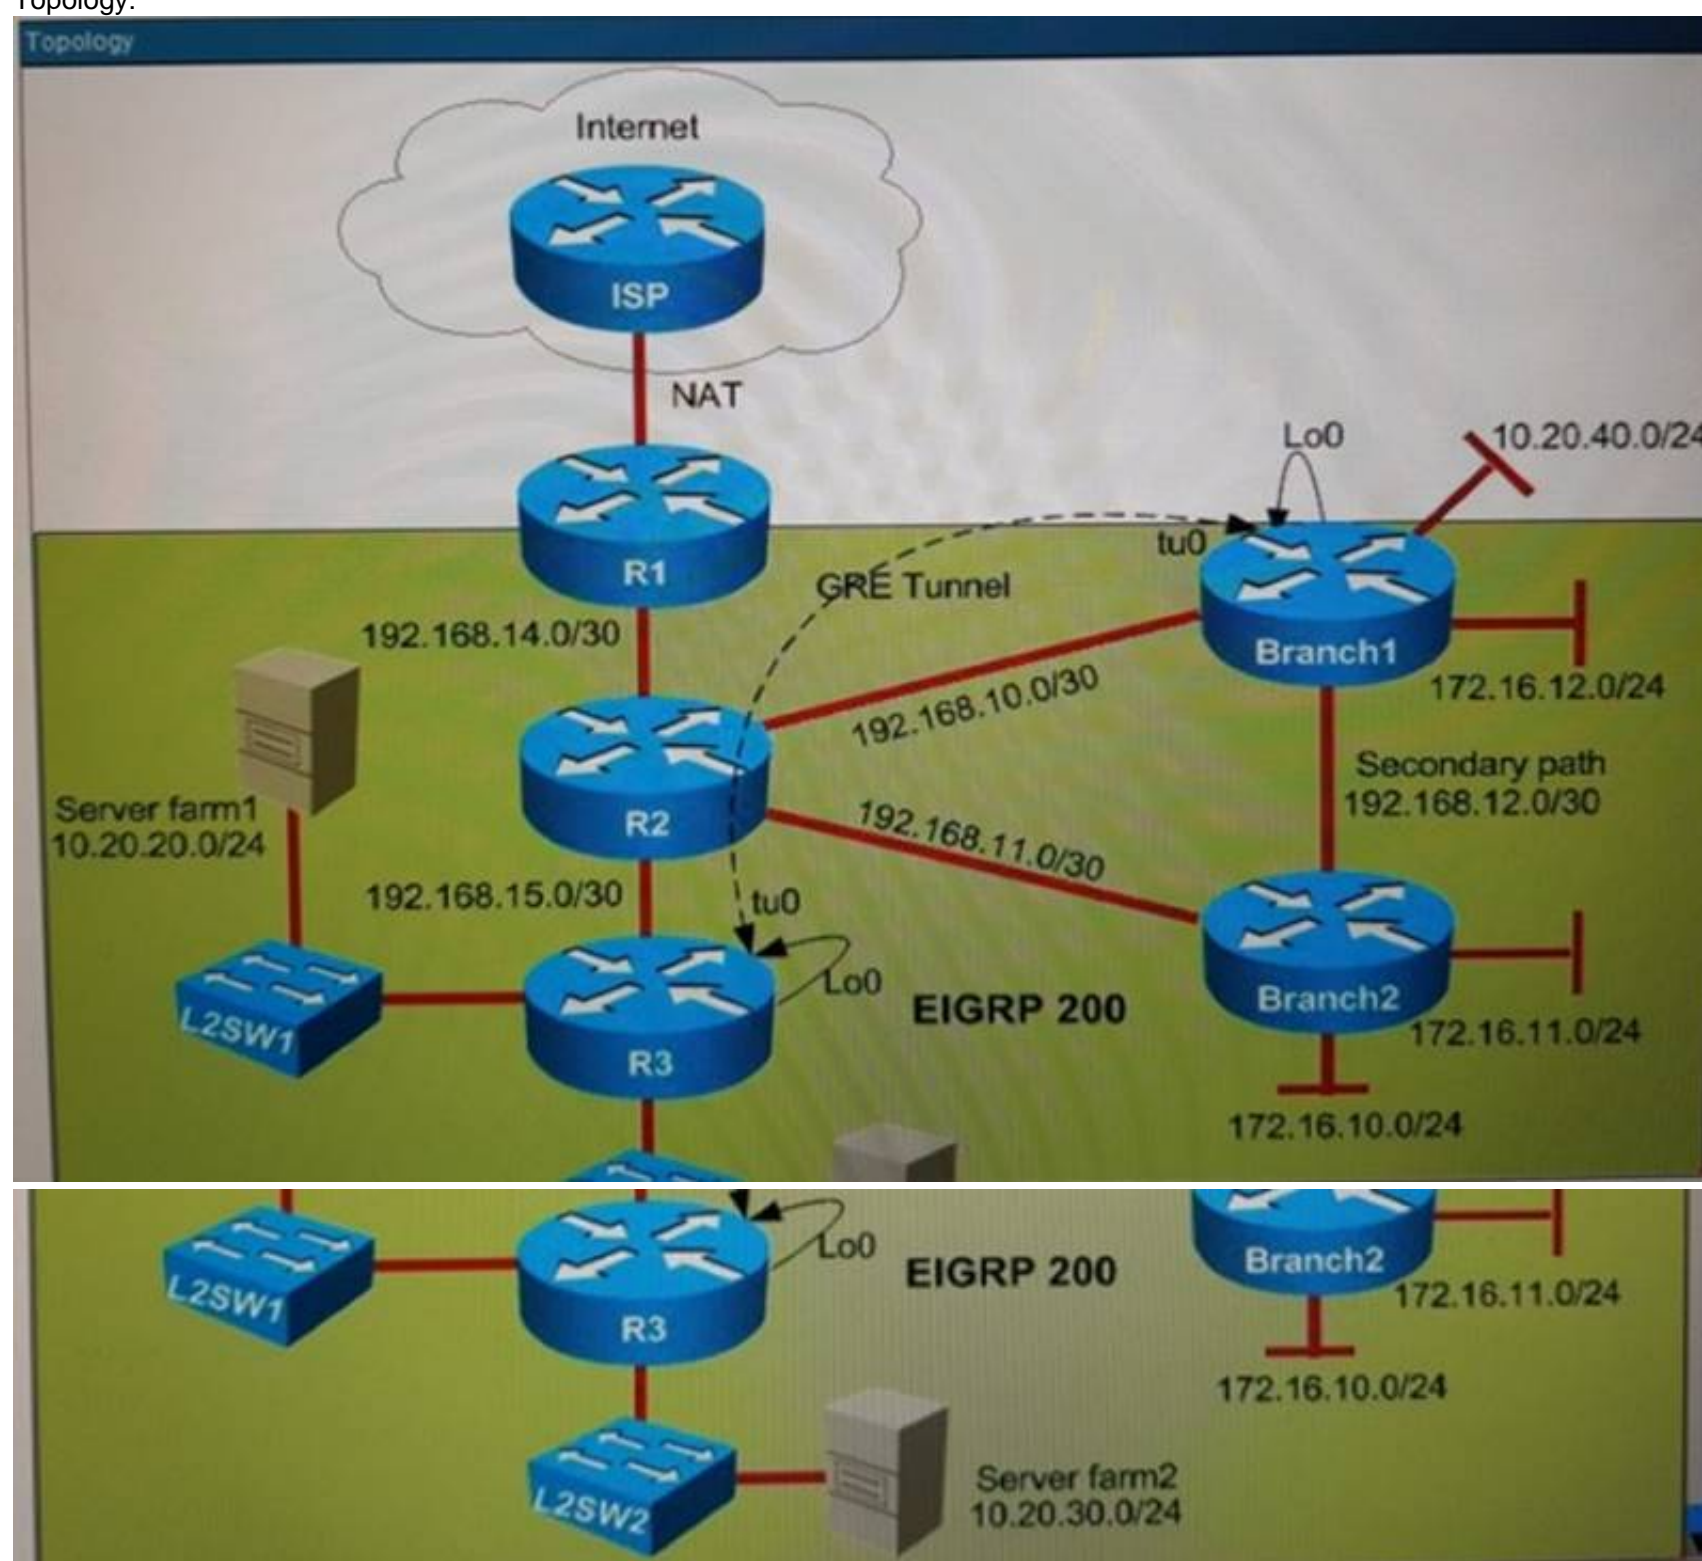 Topology:
Topology
Internet
ISP
NAT
Lo0
10.20.40.0/24
R1
tu0
GRE Tunnel
192.168.14.0/30
Branch1
172.16.12.0/24
192.168.10.0/30
Secondary path
192.168.12.0/30
Server farm1
10.20.20.0/24
R2
192.168.11.0/30
192.168.15.0/30
tu0
Lo0
EIGRP 200
Branch2
172.16.11.0/24
L2SW1
R3
172.16.10.0/24
Lo0
EIGRP 200
Branch2
172.16.11.0/24
L2SW1
R3
172.16.10.0/24
Server farm2
10.20.30.0/24
L2SW2